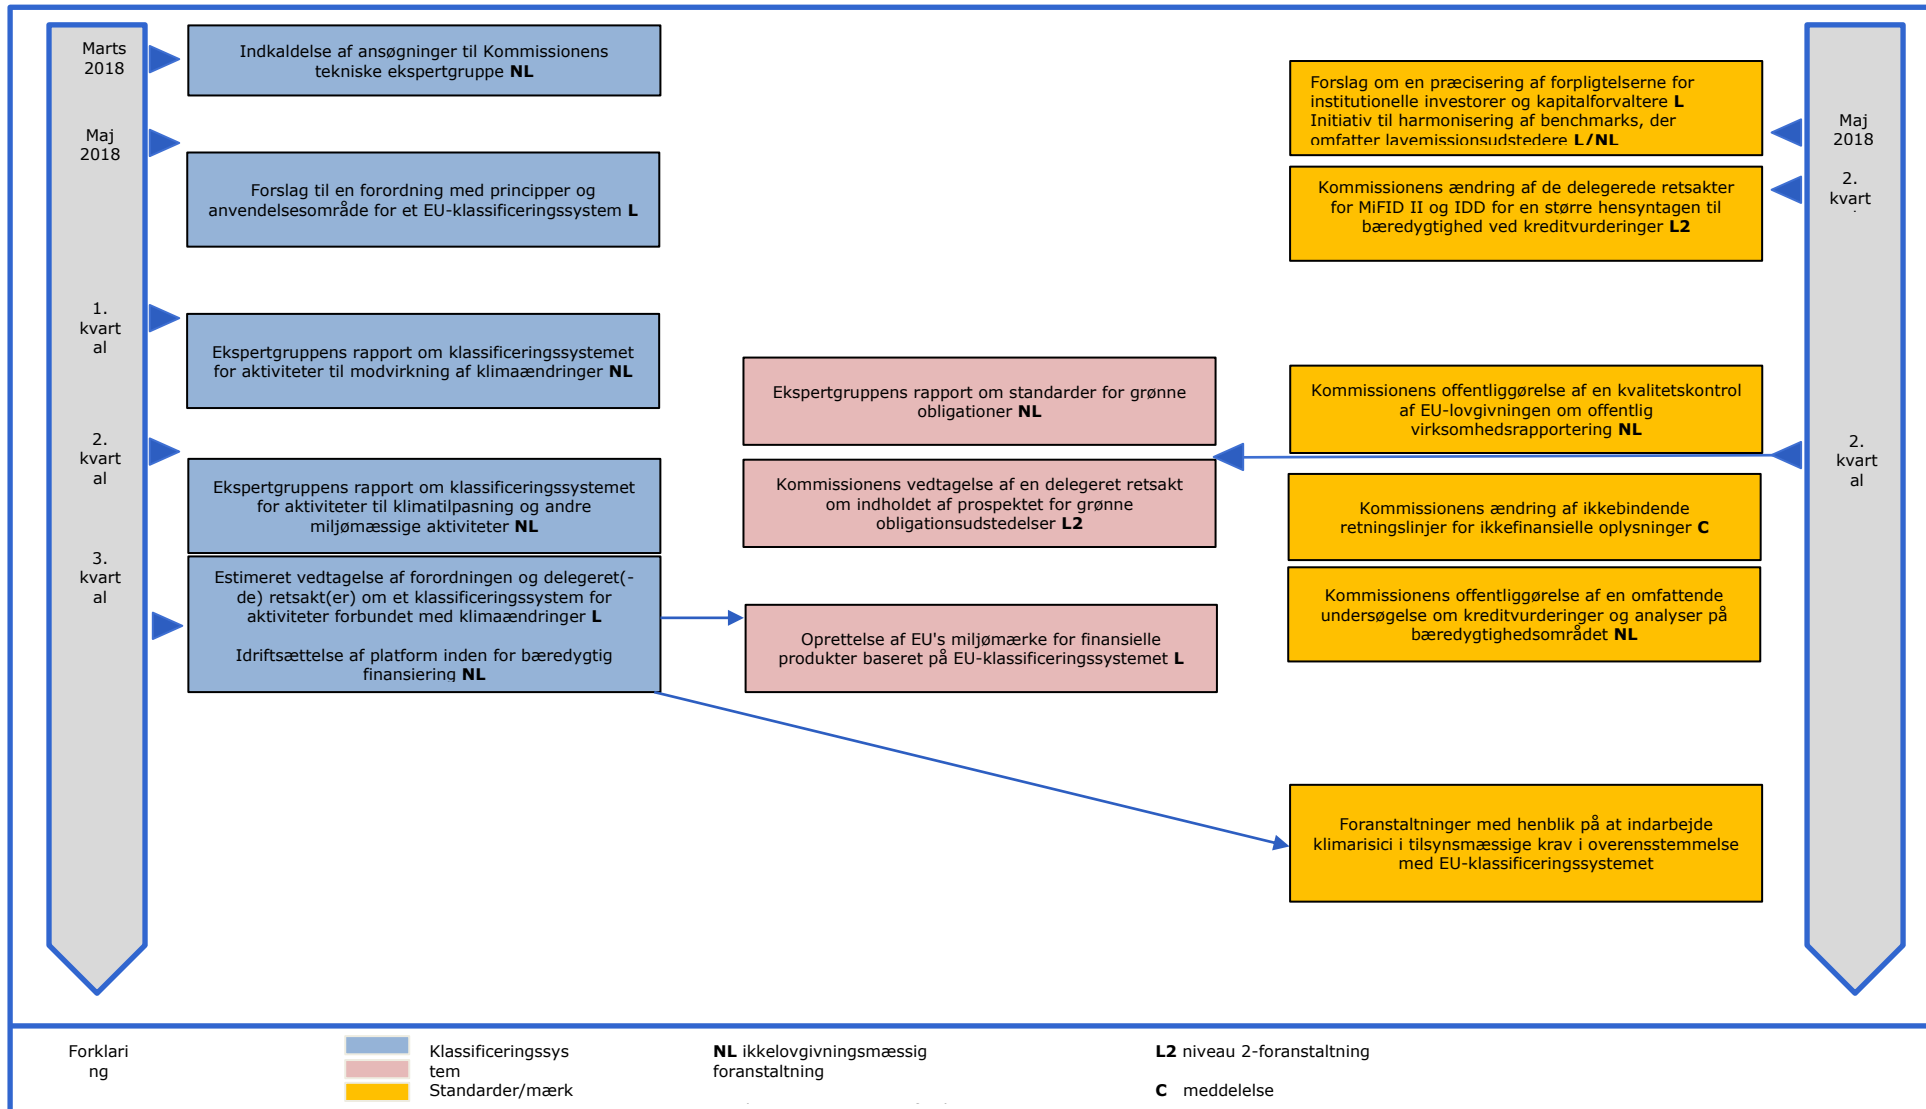 Marts
2018
Indkaldelse af ansøgninger til Kommissionens
tekniske ekspertgruppe NL
Maj
2018
Forslag til en forordning med principper og
anvendelsesområde for et EU-klassificeringssystem L
1.
kvart
al
Ekspertgruppens rapport om klassificeringssystemet
for aktiviteter til modvirkning af klimaændringer NL
2.
kvart
al
Ekspertgruppens rapport om klassificeringssystemet
for aktiviteter til klimatilpasning og andre
miljømæssige aktiviteter NL
3.
kvart
al
Estimeret vedtagelse af forordningen og delegeret(-
de) retsakt(er) om et klassificeringssystem for
aktiviteter forbundet med klimaændringer L
Idriftsættelse af platform inden for bæredygtig
finansiering NL
Ekspertgruppens rapport om standarder for grønne
obligationer NL
Kommissionens vedtagelse af en delegeret retsakt
om indholdet af prospektet for grønne
obligationsudstedelser L2
Oprettelse af EU's miljømærke for finansielle
produkter baseret på EU-klassificeringssystemet L
Forslag om en præcisering af forpligtelserne for
institutionelle investorer og kapitalforvaltere L
Initiativ til harmonisering af benchmarks, der
omfatter lavemissionsudstedere L/NL
Maj
2018
Kommissionens ændring af de delegerede retsakter
for MiFID II og IDD for en større hensyntagen til
bæredygtighed ved kreditvurderinger L2
2.
kvart
Kommissionens offentliggørelse af en kvalitetskontrol
af EU-lovgivningen om offentlig
virksomhedsrapportering NL
2.
kvart
al
Kommissionens ændring af ikkebindende
retningslinjer for ikkefinansielle oplysninger C
Kommissionens offentliggørelse af en omfattende
undersøgelse om kreditvurderinger og analyser på
bæredygtighedsområdet NL
Foranstaltninger med henblik på at indarbejde
klimarisici i tilsynsmæssige krav i overensstemmelse
med EU-klassificeringssystemet
Forklari
ng
Klassificeringssys
tem
Standarder/mærk
NL ikkelovgivningsmæssig
foranstaltning
L2 niveau 2-foranstaltning
C meddelelse